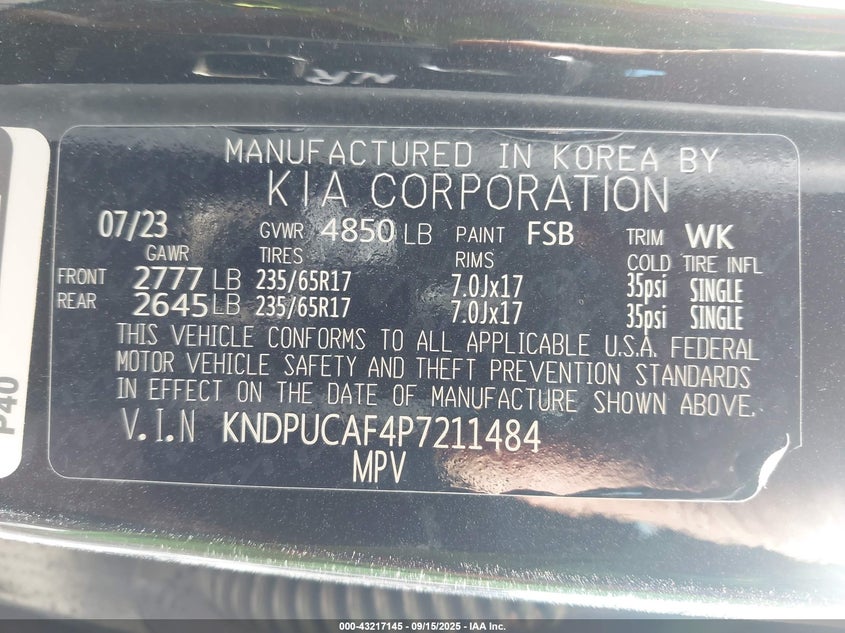 MANUFACTURED IN KOREA BY
KIA CORPORATION
07/23 GVWR 4850 LB PAINT FSB TRIM WK
GAWR TIRES RIMS COLD TIRE INFL
FRONT 2777 LB 235/65R17 7.0Jx17 35psi SINGLE
REAR 2645 LB 235/65R17 7.0Jx17 35psi SINGLE
THIS VEHICLE CONFORMS TO ALL APPLICABLE U.S.A. FEDERAL
MOTOR VEHICLE SAFETY AND THEFT PREVENTION STANDARDS
IN EFFECT ON THE DATE OF MANUFACTURE SHOWN ABOVE.
V.I.N KNDPUCAF4P7211484
MPV
P40
000-43217145 - 09/15/2025 - IAA Inc.